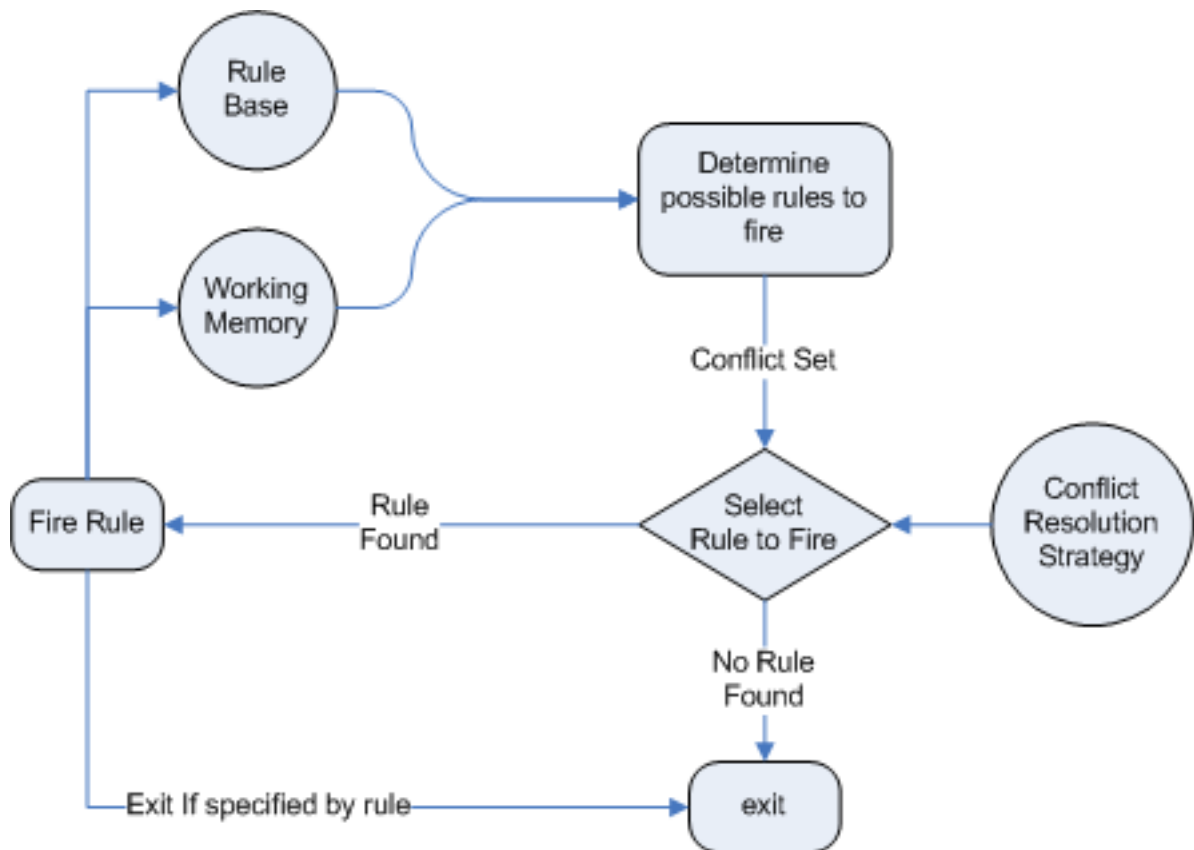 Rule
Base
Determine
possible rules to
fire
Working
Memory
Conflict Set
Conflict
Resolution
Strategy
Select
Rule to Fire
Rule
Found
Fire Rule
No Rule
Found
Exit If specified by rule
exit